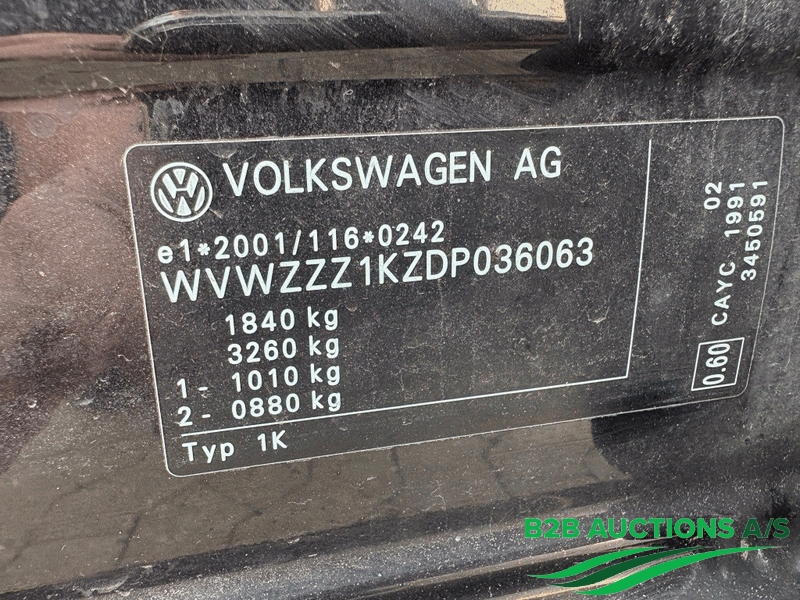 VOLKSWAGEN AG
e1*2001/116*0242
WVWZZZ1KZDP036063
1840 kg
3260 kg
1- 1010 kg
2- 0880 kg
Typ 1K
02
CAYC 1991
3450591
0.60
B2B AUCTIONS A/S